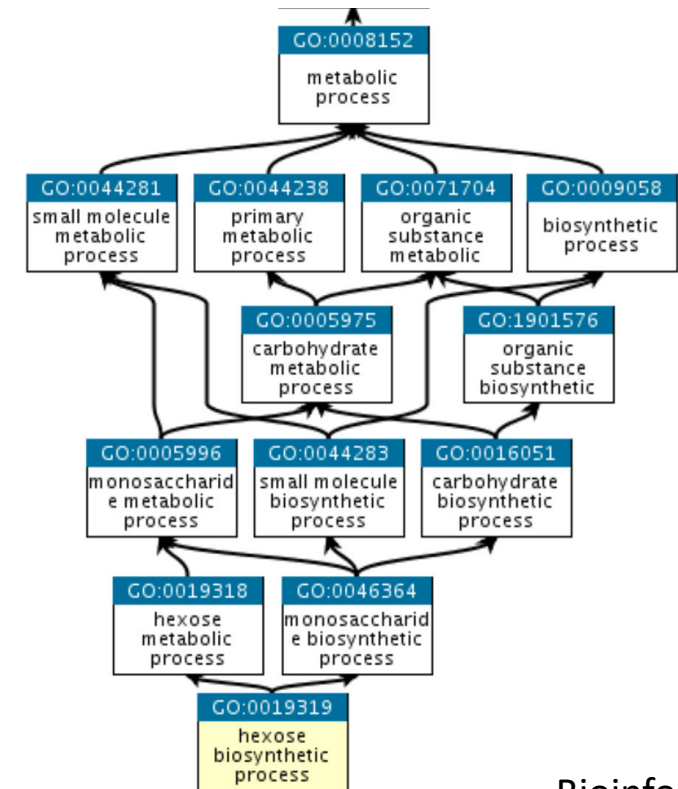 GO:0008152
metabolic
process
GO:0044281
small molecule
metabolic
process
GO:0044238
primary
metabolic
process
GO:0071704
organic
substance
metabolic
GO:0009058
biosynthetic
process
GO:0005975
carbohydrate
metabolic
process
GO:1901576
organic
substance
biosynthetic
GO:0005996
monosaccharid
e metabolic
process
GO:0044283
small molecule
biosynthetic
process
GO:0016051
carbohydrate
biosynthetic
process
GO:0019318
hexose
metabolic
process
GO:0046364
monosaccharid
e biosynthetic
process
GO:0019319
hexose
biosynthetic
process
Bioinfo